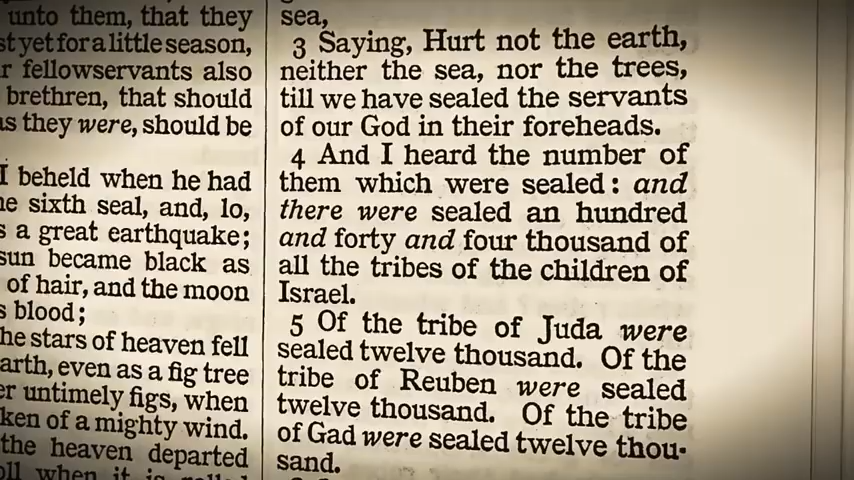 unto them, that they
yet for a little season,
fellowservants also
brethren, that should
they were, should be
I beheld when he had
sixth seal, and, lo,
a great earthquake;
sun became black as
of hair, and the moon
blood;
stars of heaven fell
even as a fig tree
untimely figs, when
of a mighty wind.
the heaven departed
when it is rolled
sea,
3 Saying, Hurt not the earth,
neither the sea, nor the trees,
till we have sealed the servants
of our God in their foreheads.
4 And I heard the number of
them which were sealed: and
there were sealed an hundred
and forty and four thousand of
all the tribes of the children of
Israel.
5 Of the tribe of Juda were
sealed twelve thousand. Of the
tribe of Reuben were sealed
twelve thousand. Of the tribe
of Gad were sealed twelve thou-
sand.